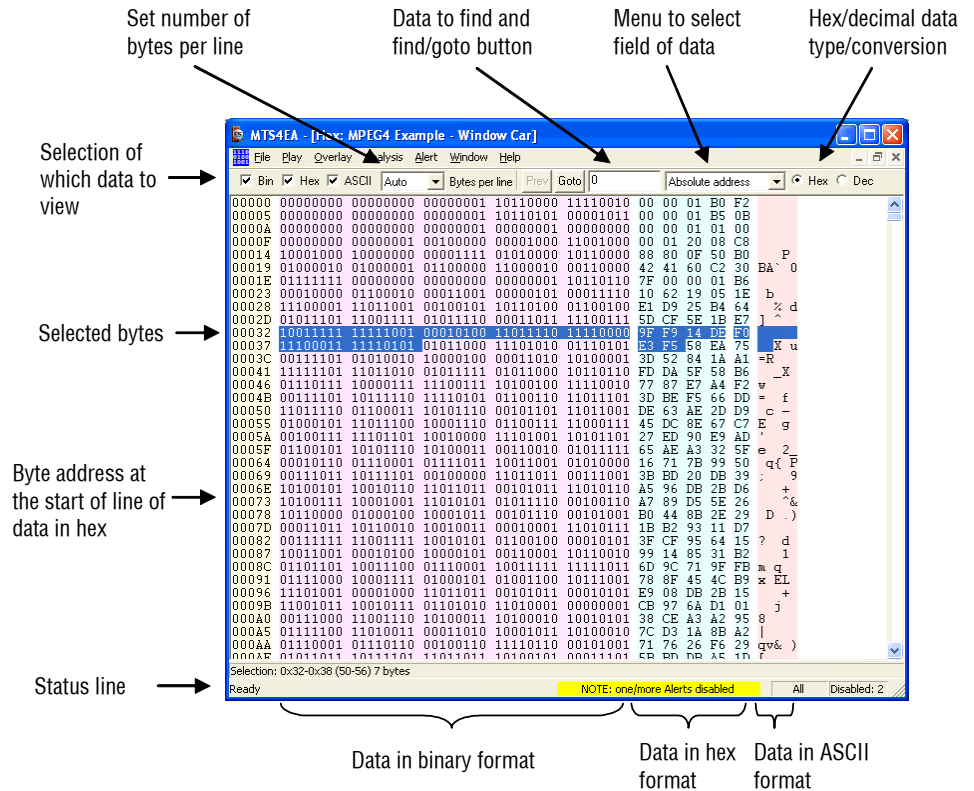 Set number of
bytes per line
Data to find and
find/goto button
Menu to select
field of data
Hex/decimal data
type/conversion
MTS4EA - [Hex: MPEG4 Example - Window Car]
File Play Overlay Analysis Alert Window Help
Selection of
which data to
view
Bin Hex ASCII Auto Bytes per line Prev Goto 0 Absolute address Hex Dec
00000 00000000 00000000 00000001 10110000 11110010 00 00 01 B0 F2
00005 00000000 00000000 00000001 10110101 00001011 00 00 01 B5 0B
0000A 00000000 00000000 00000001 00000001 00000000 00 00 01 01 00
0000F 00000000 00000001 00100000 00001000 11001000 00 01 20 08 C8
00014 10001000 10000000 00001111 01010000 10110000 88 80 0F 50 B0 P
00019 01000010 01000001 01100000 11000010 00110000 42 41 60 C2 30 BA` 0
0001E 01111111 00000000 00000000 00000001 10110110 7F 00 00 01 B6
00023 00010000 01100010 00011001 00000101 00011110 10 62 19 05 1E b
00028 11100001 11011001 00100101 10110100 01100100 E1 D9 25 B4 64 % d
0002D 01011101 11001111 01011110 00011011 11100111 5D CF 5E 1B E7 ] ^
Selected bytes
00032 10011111 11111001 00010100 11011110 11110000 9F F9 14 DE F0
00037 11100011 11110101 01011000 11101010 01110101 E3 F5 58 EA 75 X u
0003C 00111101 01010010 10000100 00011010 10100001 3D 52 84 1A A1 =R
00041 11111101 11011010 01011111 01011000 10110110 FD DA 5F 58 B6 _X
00046 01110111 10000111 11100111 10100100 11110010 77 87 E7 A4 F2 w
0004B 00111101 10111110 11110101 01100110 11011101 3D BE F5 66 DD = f
00050 11011110 01100011 10101110 00101101 11011001 DE 63 AE 2D D9 c -
00055 01000101 11011100 10001110 01100111 11000111 45 DC 8E 67 C7 E g
0005A 00100111 11101101 10010000 11101001 10101101 27 ED 90 E9 AD '
0005F 01100101 10101110 10100011 00110010 01011111 65 AE A3 32 5F e 2_
Byte address at
the start of line of
data in hex
00064 00010110 01110001 01111011 10011001 01010000 16 71 7B 99 50 q{ P
00069 00111011 10111101 00100000 11011011 00111001 3B BD 20 DB 39 ; 9
0006E 10100101 10010110 11011011 00101011 11010110 A5 96 DB 2B D6 +
00073 10100111 10001001 11010101 01011110 00100110 A7 89 D5 5E 26 ^&
00078 10110000 01000100 10001011 00101110 00101001 B0 44 8B 2E 29 D .)
0007D 00011011 10110010 10010011 00010001 11010111 1B B2 93 11 D7
00082 00111111 11001111 10010101 01100100 00010101 3F CF 95 64 15 ? d
00087 10011001 00010100 10000101 00110001 10110010 99 14 85 31 B2 1
0008C 01101101 10011100 01110001 10011111 11111011 6D 9C 71 9F FB m q
00091 01111000 10001111 01000101 01001100 10111001 78 8F 45 4C B9 x EL
00096 11101001 00001000 11011011 00101011 00010101 E9 08 DB 2B 15 +
0009B 11001011 10010111 01101010 11010001 00000001 CB 97 6A D1 01 j
000A0 00111000 11001110 10100011 10100010 10010101 38 CE A3 A2 95 8
000A5 01111100 11010011 00011010 10001011 10100010 7C D3 1A 8B A2 |
000AA 01110001 01110110 00100110 11110110 00101001 71 76 26 F6 29 qv& )
000AF 01011011 10111101 11011011 10100101 00011101 5B BD DB A5 1D [
Selection: 0x32-0x38 (50-56) 7 bytes
Status line
Ready NOTE: one/more Alerts disabled All Disabled: 2
Data in binary format
Data in hex
format
Data in ASCII
format